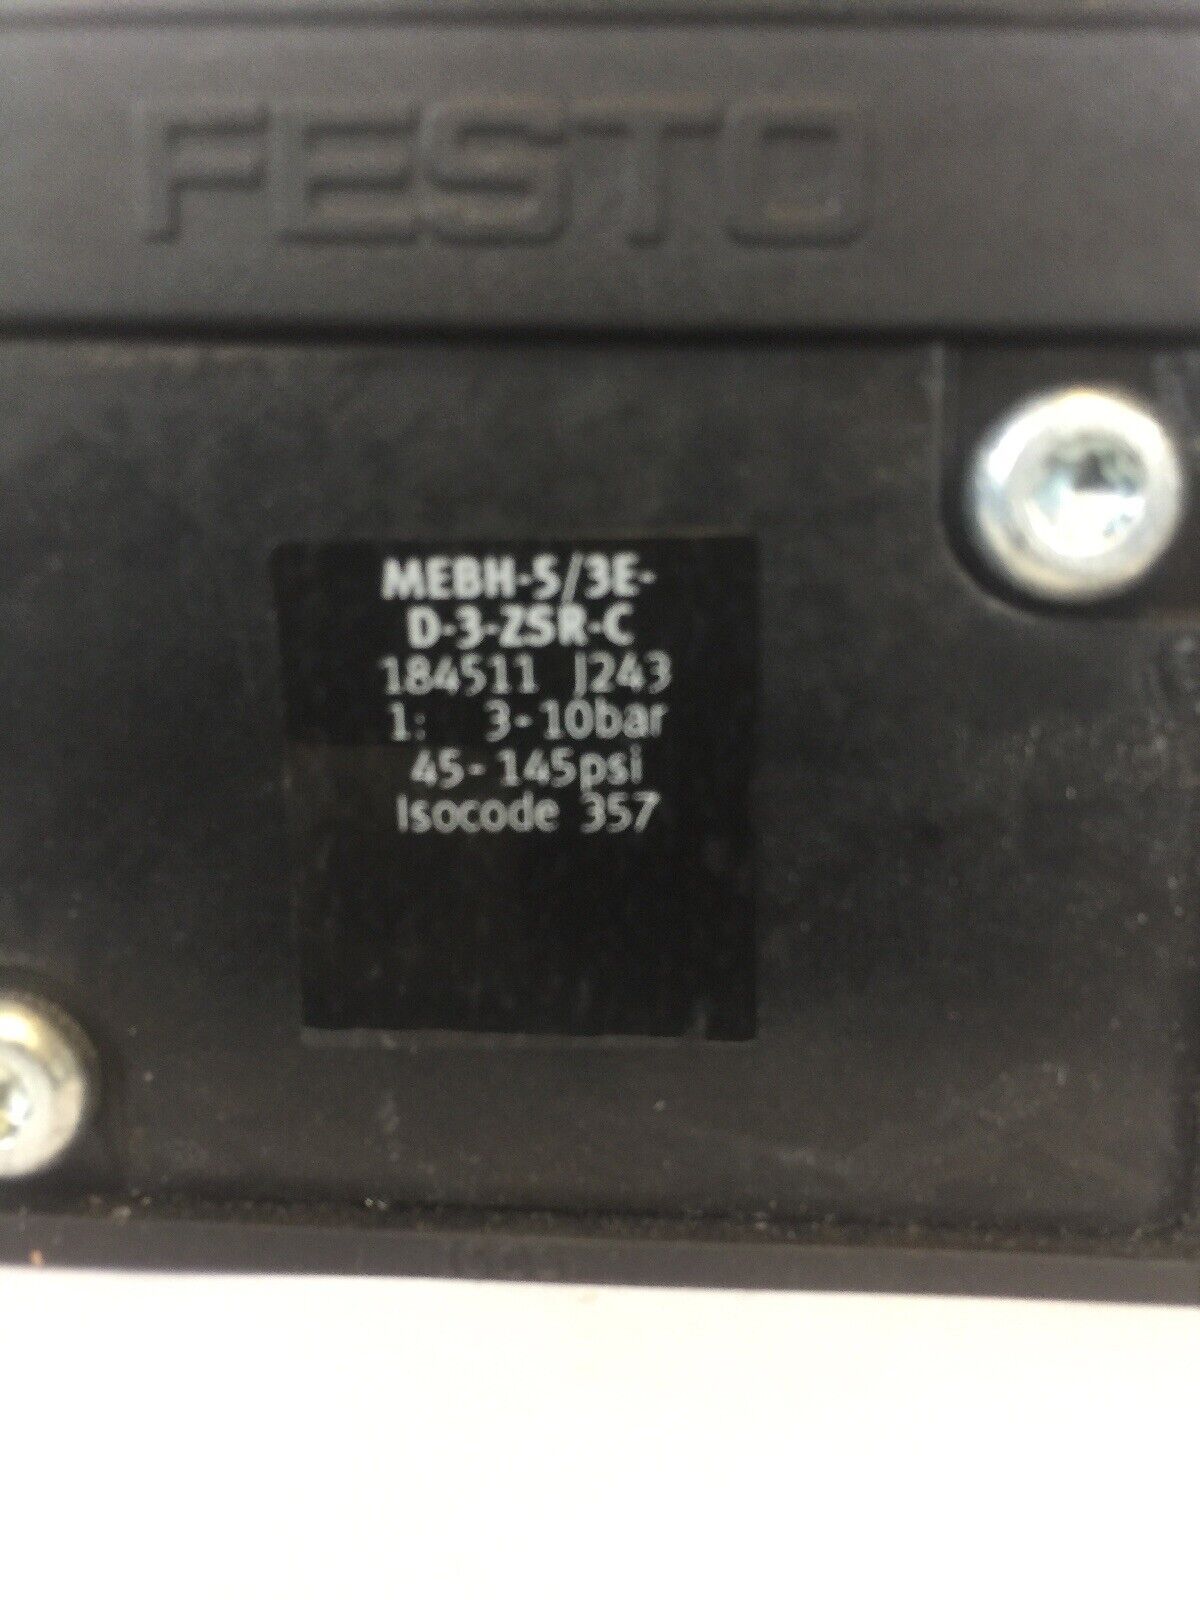 FESTO
MEBH-5/3E-
D-3-ZSR-C
184511 J243
1: 3-10bar
45-145psi
Isocode 357